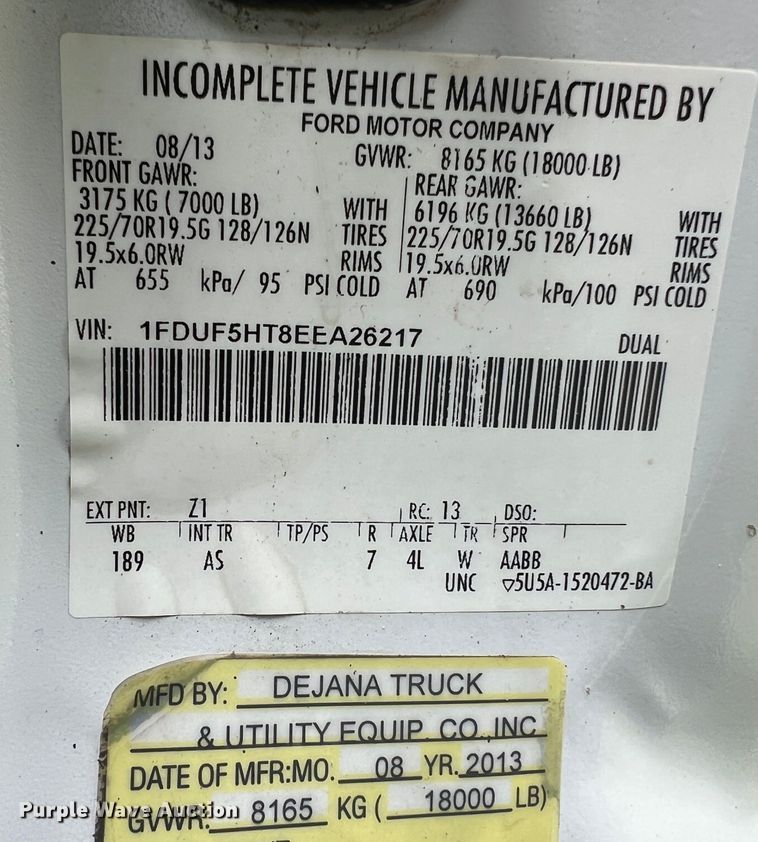 INCOMPLETE VEHICLE MANUFACTURED BY
FORD MOTOR COMPANY
DATE: 08/13 GVWR: 8165 KG (18000 LB)
FRONT GAWR: REAR GAWR:
3175 KG ( 7000 LB) WITH 6196 KG (13660 LB) WITH
225/70R19.5G 128/126N TIRES 225/70R19.5G 128/126N TIRES
19.5x6.0RW RIMS 19.5x6.0RW RIMS
AT 655 kPa/ 95 PSI COLD AT 690 kPa/100 PSI COLD
VIN: 1FDUF5HT8EEA26217 DUAL
EXT PNT: Z1 RC: 13 DSO:
WB INT TR TP/PS R AXLE TR SPR
189 AS 7 4L W AABB
UNC ▽5U5A-1520472-BA
MFD BY: DEJANA TRUCK
& UTILITY EQUIP. CO.,INC
DATE OF MFR:MO. 08 YR. 2013
GVWR: 8165 KG ( 18000 LB)
Purple Wave Auction